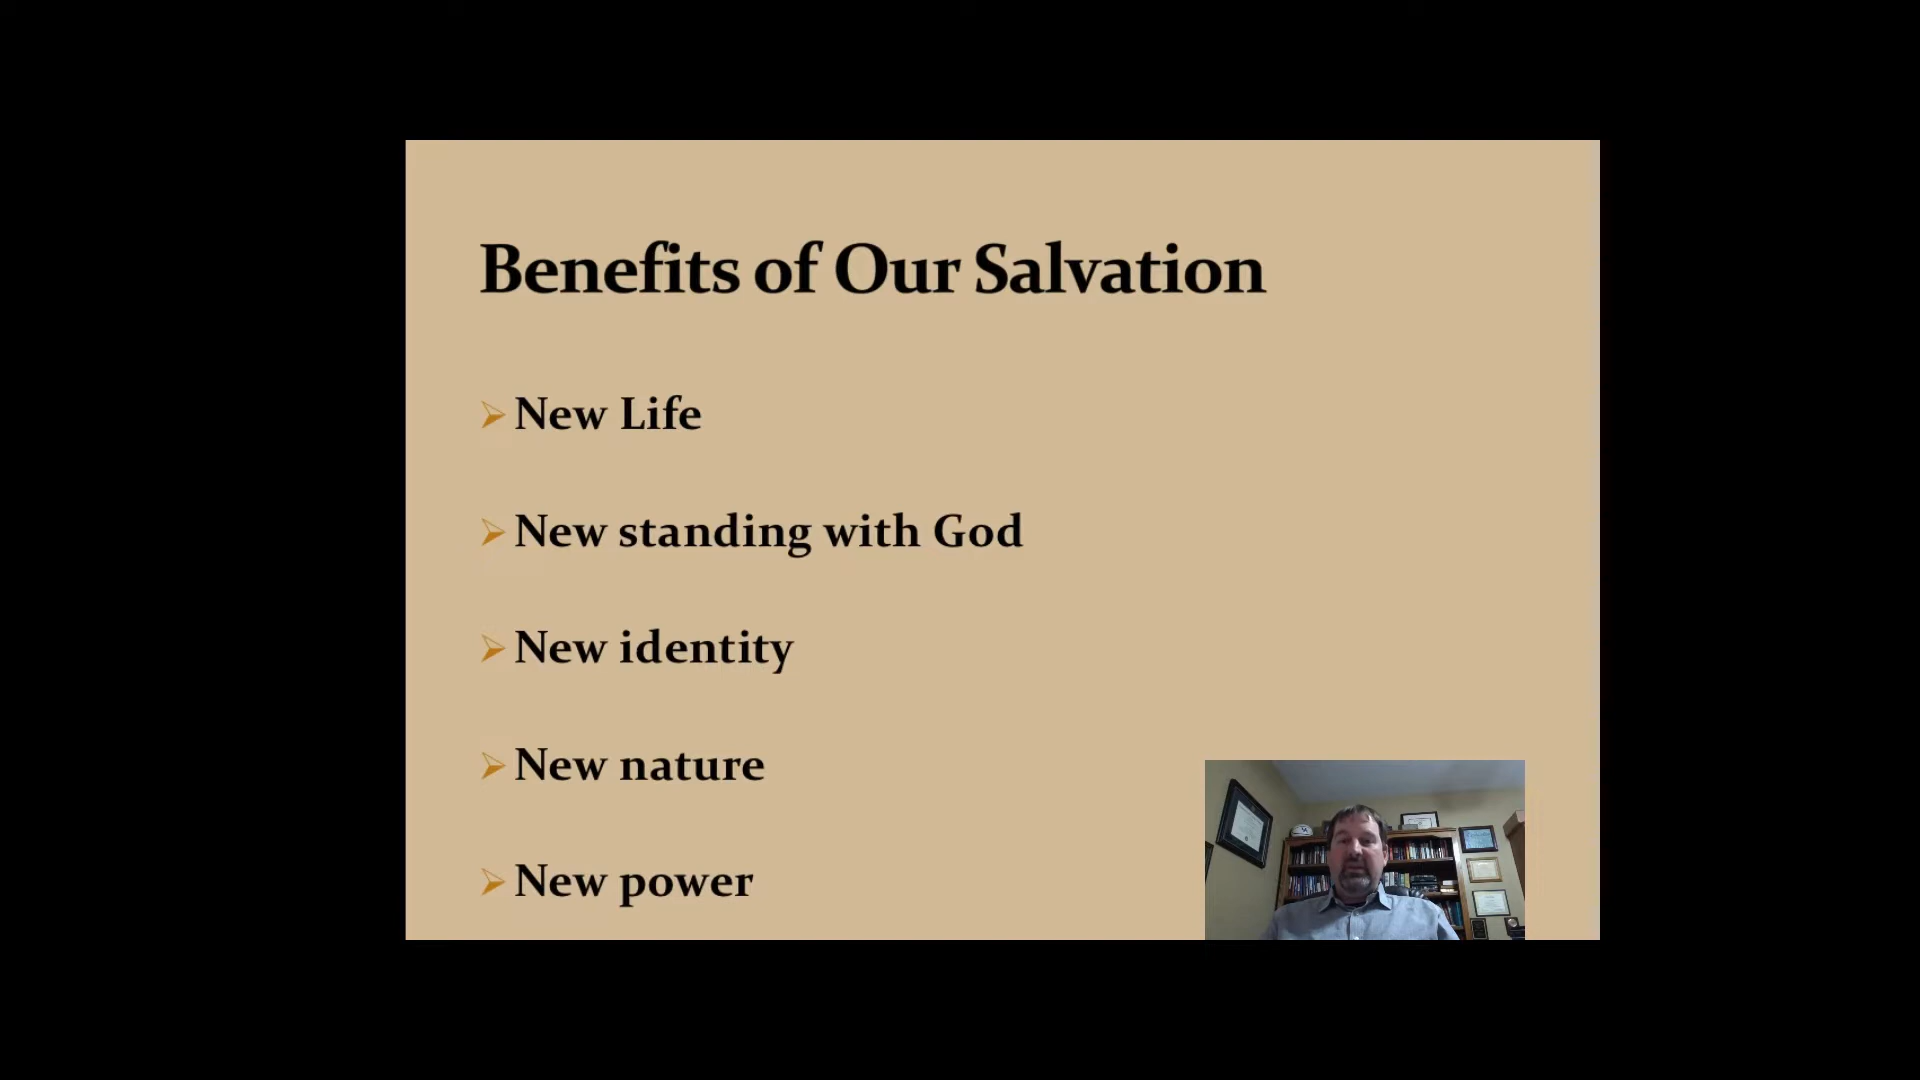 Benefits of Our Salvation
New Life
New standing with God
New identity
New nature
New power